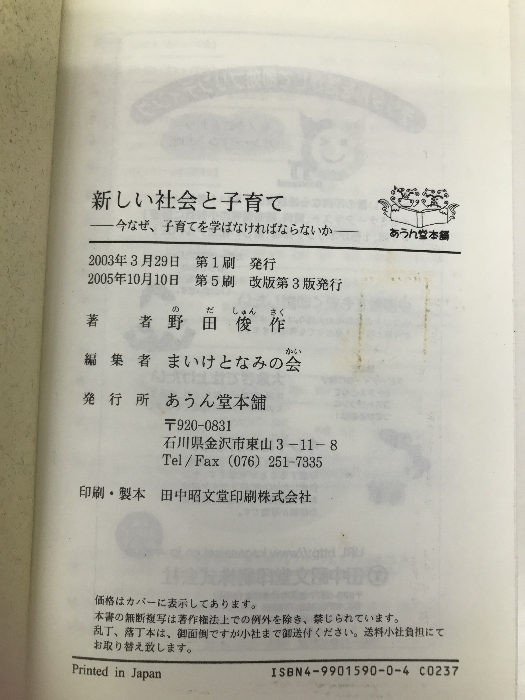 新しい社会と子育て
――今なぜ、子育てを学ばなければならないか――
あうん堂本舗
2003年3月29日 第1刷 発行
2005年10月10日 第5刷 改版第3版発行
のだしゅんさく
著者 野田俊作
かい
編集者 まいけとなみの会
発行所 あうん堂本舗
〒920-0831
石川県金沢市東山3-11-8
Tel/Fax (076) 251-7335
印刷・製本 田中昭文堂印刷株式会社
価格はカバーに表示してあります。
本書の無断複写は著作権法上での例外を除き、禁じられています。
乱丁、落丁本は、御面倒ですが小社まで御送付ください。送料小社負担にて
お取り替え致します。
Printed in Japan
ISBN4-9901590-0-4 C0237